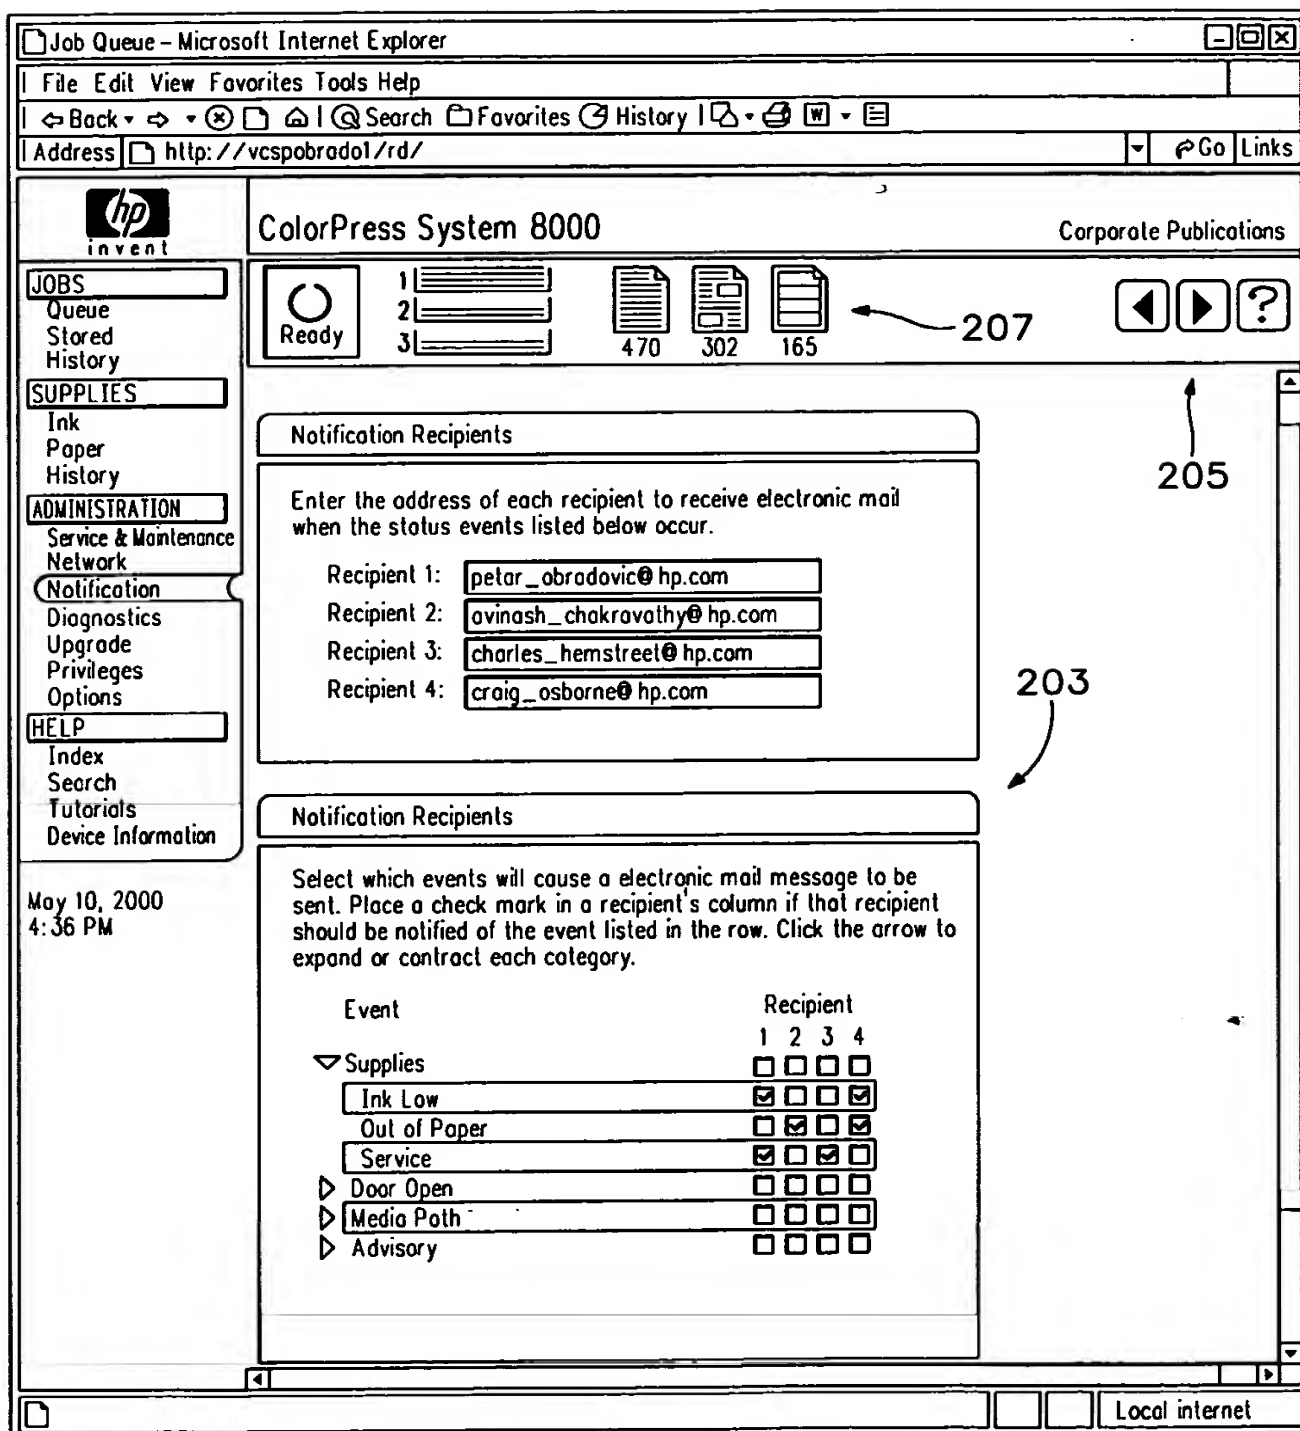 Job Queue – Microsoft Internet Explorer
File Edit View Favorites Tools Help
Back Search Favorites History W
Address http://vcspobrado1/rd/ Go Links
hp
invent
ColorPress System 8000
Corporate Publications
JOBS
Queue
Stored
History
SUPPLIES
Ink
Paper
History
ADMINISTRATION
Service & Maintenance
Network
Notification
Diagnostics
Upgrade
Privileges
Options
HELP
Index
Search
Tutorials
Device Information
May 10, 2000
4:36 PM
Ready
1
2
3
470 302 165
207
?
205
Notification Recipients
Enter the address of each recipient to receive electronic mail
when the status events listed below occur.
Recipient 1: petar_obradovic@hp.com
Recipient 2: avinash_chakravathy@hp.com
Recipient 3: charles_hemstreet@hp.com
Recipient 4: craig_osborne@hp.com
203
Notification Recipients
Select which events will cause a electronic mail message to be
sent. Place a check mark in a recipient's column if that recipient
should be notified of the event listed in the row. Click the arrow to
expand or contract each category.
Event Recipient
1 2 3 4
Supplies
Ink Low
Out of Paper
Service
Door Open
Media Path
Advisory
Local internet